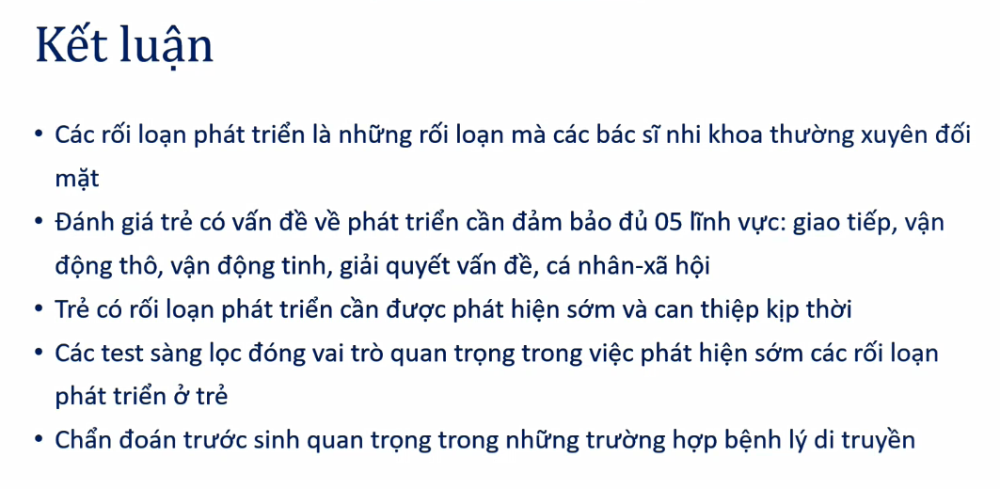 Kết luận
• Các rối loạn phát triển là những rối loạn mà các bác sĩ nhi khoa thường xuyên đối
mặt
• Đánh giá trẻ có vấn đề về phát triển cần đảm bảo đủ 05 lĩnh vực: giao tiếp, vận
động thô, vận động tinh, giải quyết vấn đề, cá nhân-xã hội
• Trẻ có rối loạn phát triển cần được phát hiện sớm và can thiệp kịp thời
• Các test sàng lọc đóng vai trò quan trọng trong việc phát hiện sớm các rối loạn
phát triển ở trẻ
• Chẩn đoán trước sinh quan trọng trong những trường hợp bệnh lý di truyền